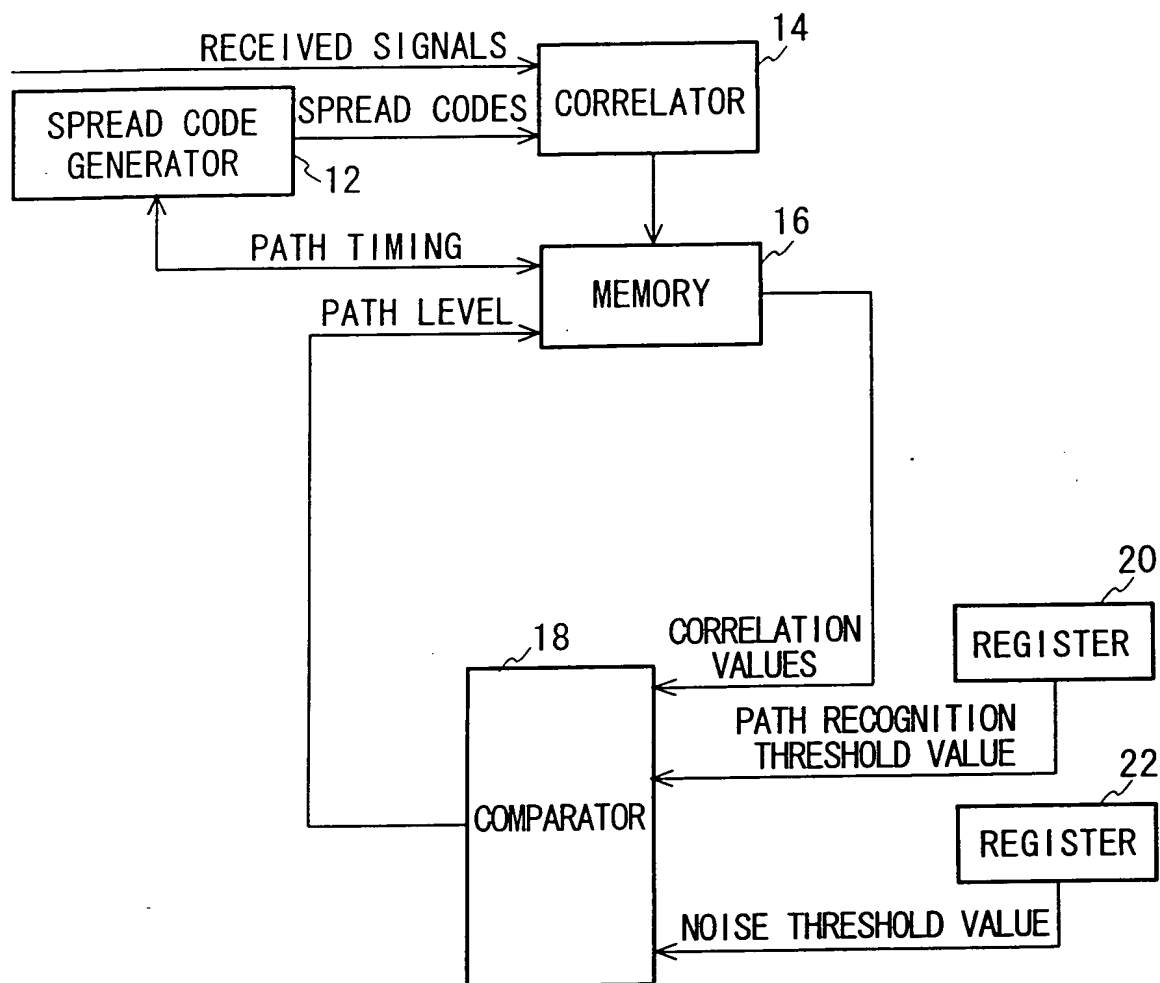 RECEIVED SIGNALS
14
CORRELATOR
SPREAD CODES
SPREAD CODE
GENERATOR
12
16
PATH TIMING
MEMORY
PATH LEVEL
20
REGISTER
18
CORRELATION
VALUES
PATH RECOGNITION
THRESHOLD VALUE
22
COMPARATOR
REGISTER
NOISE THRESHOLD VALUE